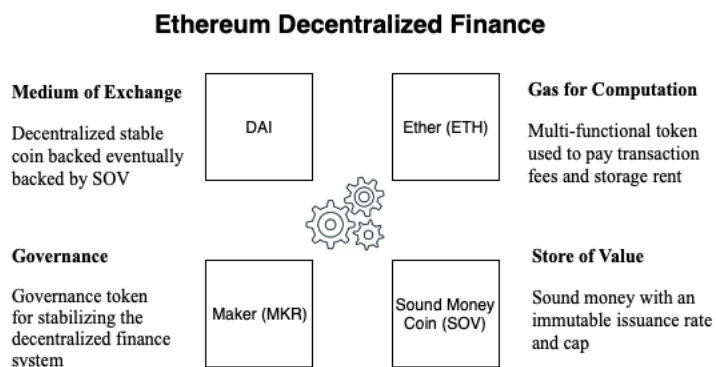 Ethereum Decentralized Finance
Medium of Exchange
Decentralized stable
coin backed eventually
backed by SOV
DAI
Ether (ETH)
Gas for Computation
Multi-functional token
used to pay transaction
fees and storage rent
Governance
Governance token
for stabilizing the
decentralized finance
system
Maker (MKR)
Sound Money
Coin (SOV)
Store of Value
Sound money with an
immutable issuance rate
and cap